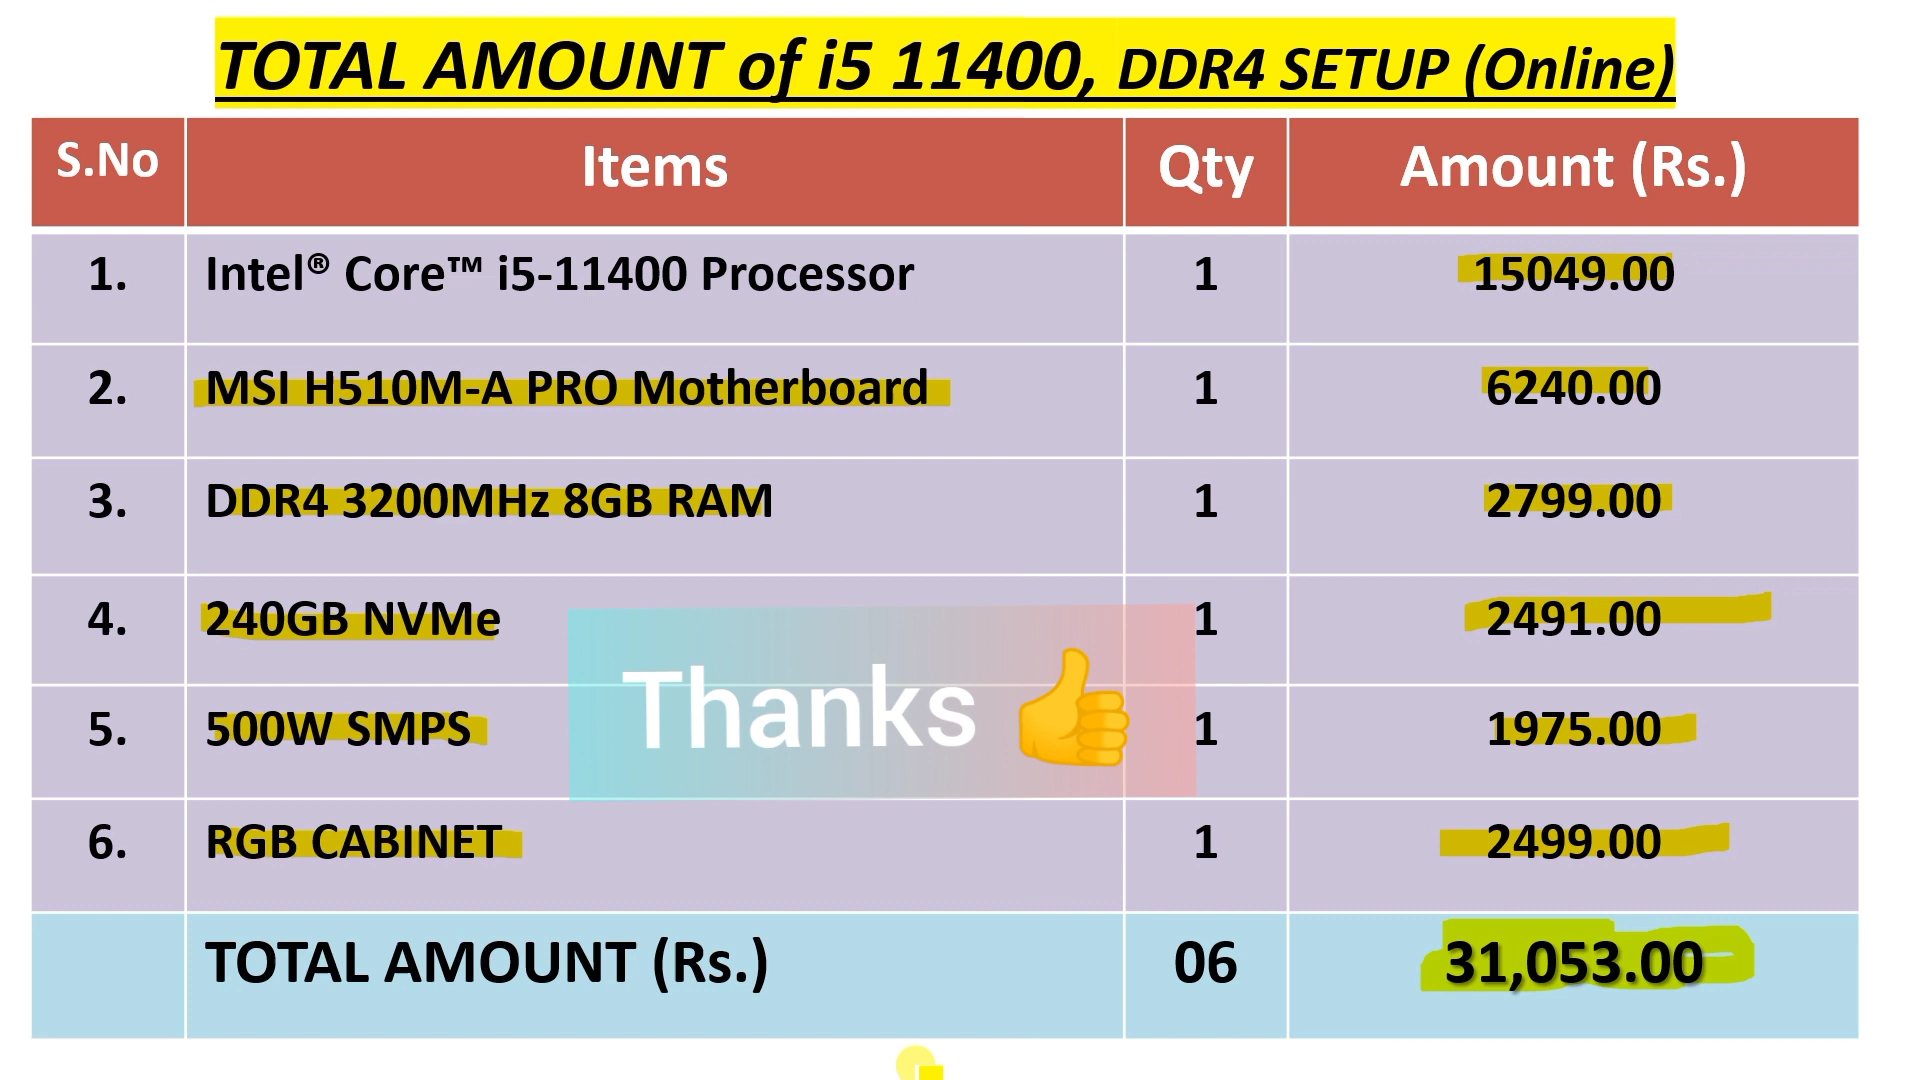 TOTAL AMOUNT of i5 11400, DDR4 SETUP (Online)
S.No Items Qty Amount (Rs.)
1. Intel® Core™ i5-11400 Processor 1 15049.00
2. MSI H510M-A PRO Motherboard 1 6240.00
3. DDR4 3200MHz 8GB RAM 1 2799.00
4. 240GB NVMe 1 2491.00
Thanks 👍
5. 500W SMPS 1 1975.00
6. RGB CABINET 1 2499.00
TOTAL AMOUNT (Rs.) 06 31,053.00